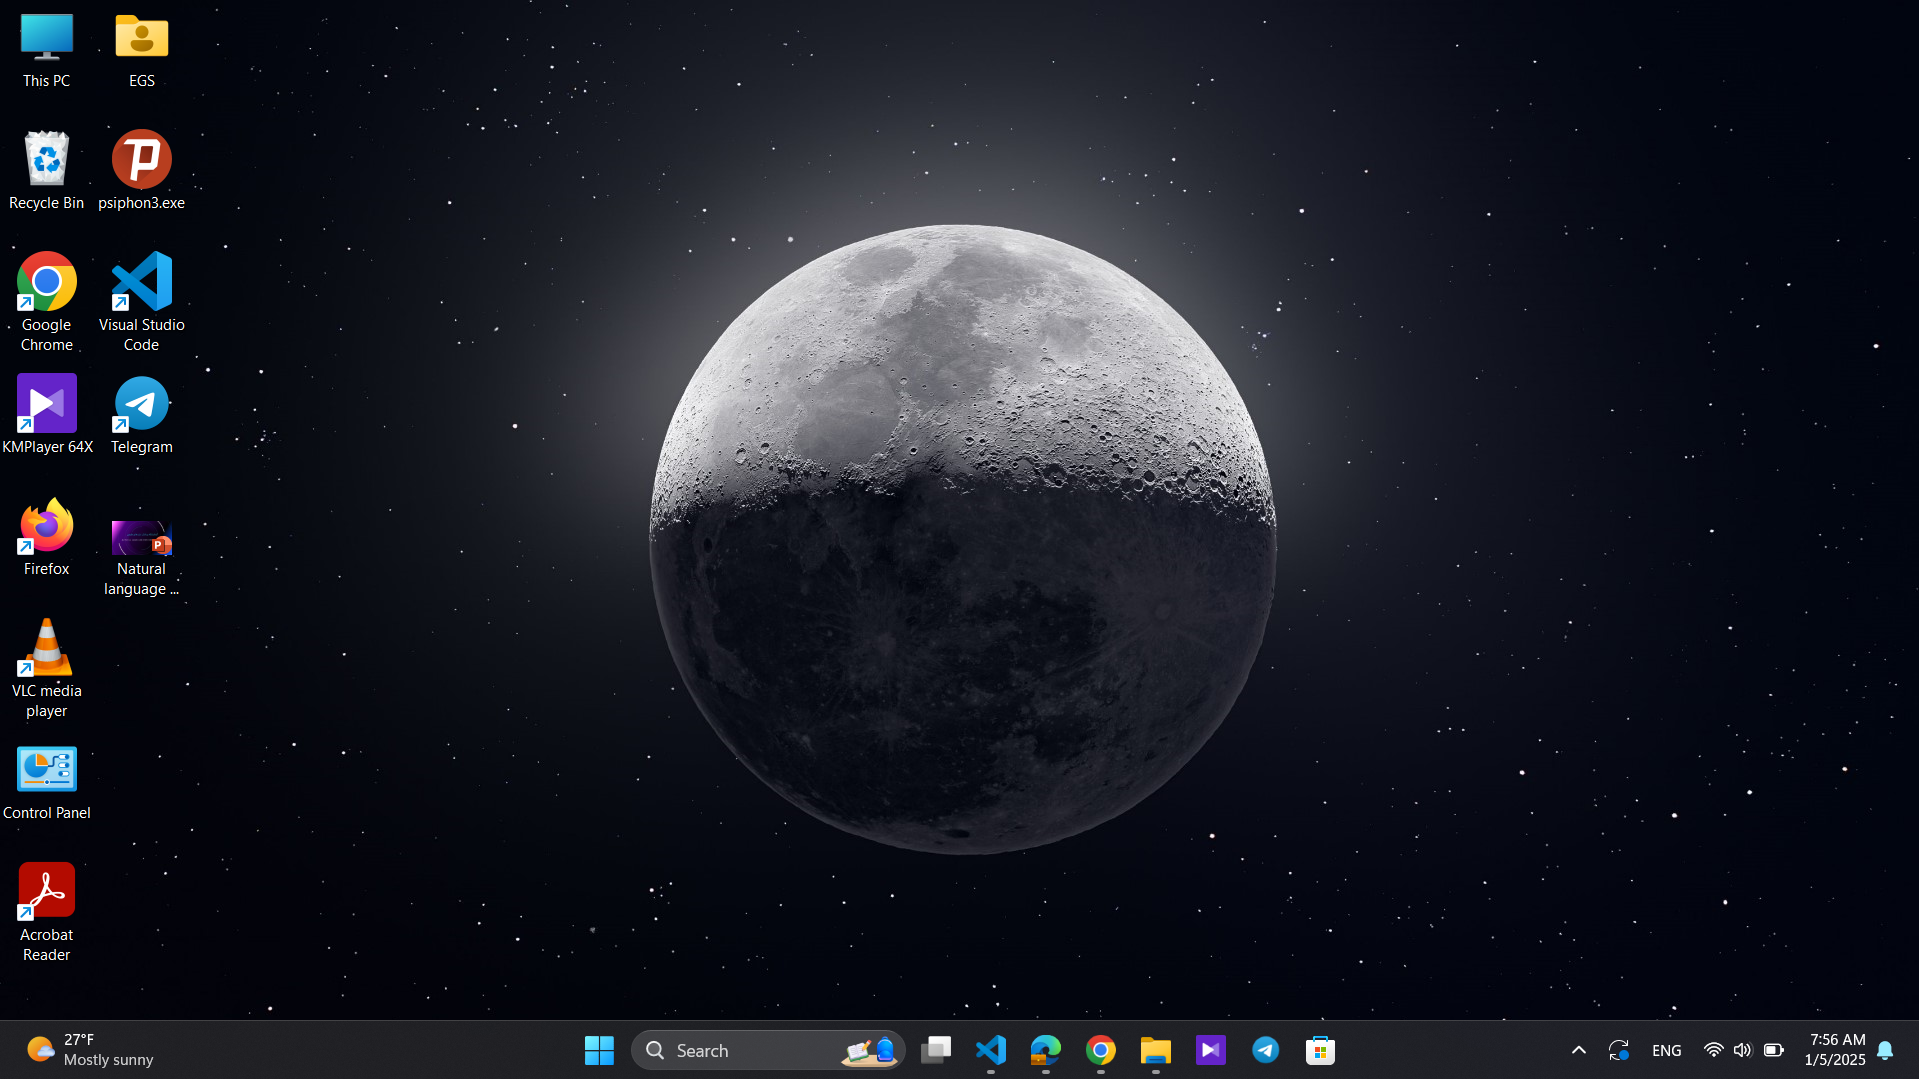 This PC
EGS
Recycle Bin
psiphon3.exe
Google
Chrome
Visual Studio
Code
KMPlayer 64X
Telegram
Firefox
Natural
language ...
VLC media
player
Control Panel
Acrobat
Reader
27°F
Mostly sunny
Search
ENG
7:56 AM
1/5/2025